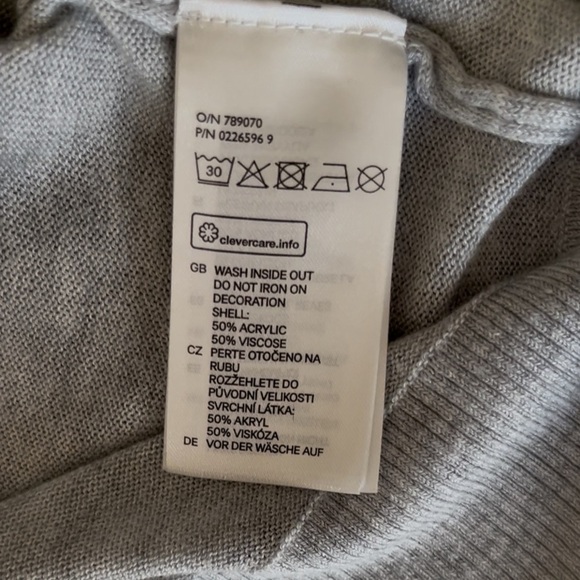 O/N 789070
P/N 0226596 9
30
clevercare.info
GB WASH INSIDE OUT
DO NOT IRON ON
DECORATION
SHELL:
50% ACRYLIC
50% VISCOSE
CZ PERTE OTOČENO NA
RUBU
ROZŽEHLETE DO
PŮVODNÍ VELIKOSTI
SVRCHNÍ LÁTKA:
50% AKRYL
50% VISKÓZA
DE VOR DER WÄSCHE AUF